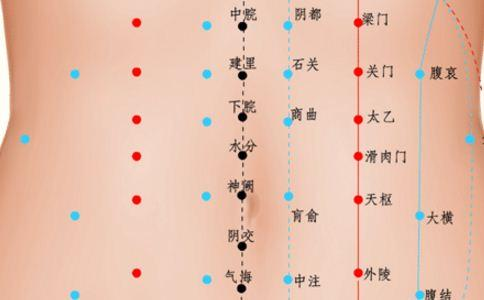 中脘 阴都 梁门
建里 石关 关门 腹哀
下脘 商曲 太乙
水分 滑肉门
神阙 天枢
肓俞 大横
阴交
气海 中注 外陵
腹结